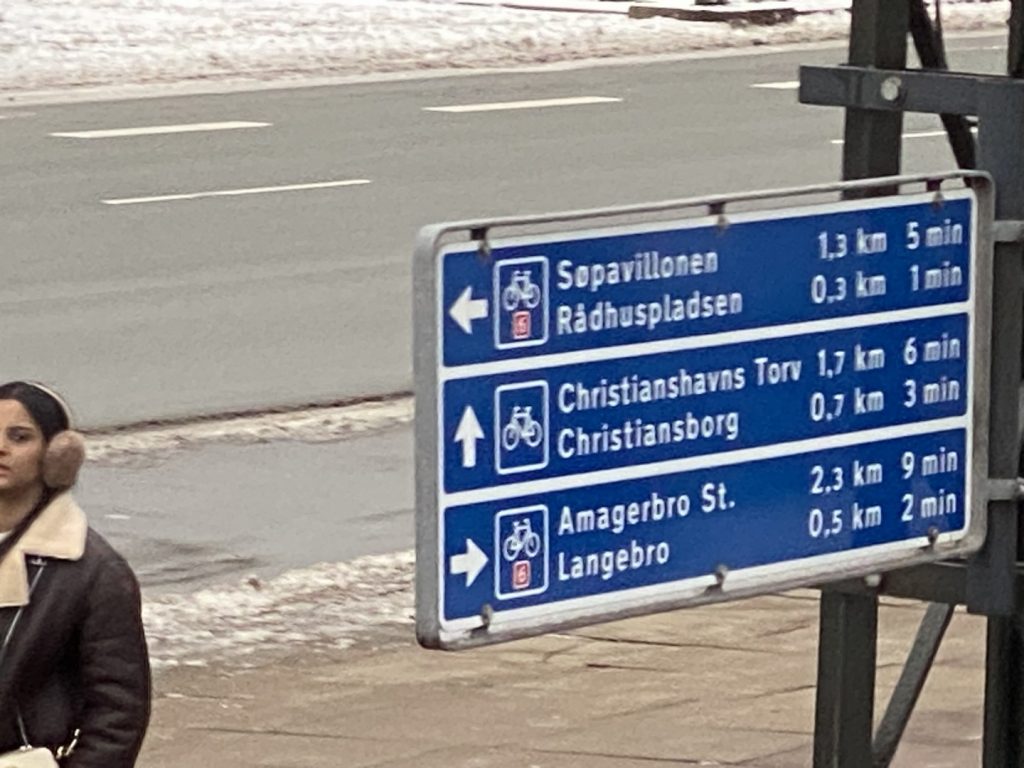 Søpavillonen 1,3 km 5 min
6 Rådhuspladsen 0,3 km 1 min
Christianshavns Torv 1,7 km 6 min
Christiansborg 0,7 km 3 min
Amagerbro St. 2,3 km 9 min
6 Langebro 0,5 km 2 min